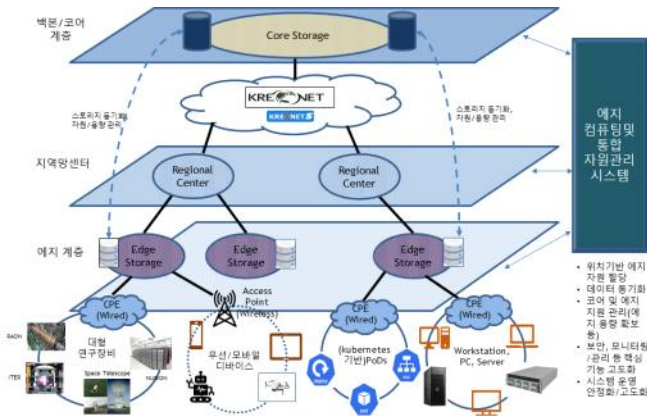 백본/코어
계층
Core Storage
KREONET
KREONET S
스토리지 동기화,
자원/용량 관리
스토리지 동기화,
자원/용량 관리
에지
컴퓨팅및
통합
자원관리
시스템
지역망센터
Regional
Center
Regional
Center
에지 계층
Edge
Storage
Edge
Storage
Edge
Storage
Access
Point
(Wireless)
CPE
(Wired)
CPE
(Wired)
CPE
(Wired)
대형
연구장비
Space Telescope
무선/모바일
디바이스
(kubernetes
기반)PoDs
deploy
pod
Workstation,
PC, Server
• 위치기반 에지
자원 할당
• 데이터 동기화
• 코어 및 에지
지원 관리(에
지 용량 확보
등)
• 보안, 모니터링
/관리 등 핵심
기능 고도화
• 시스템 운영
안정화/고도화